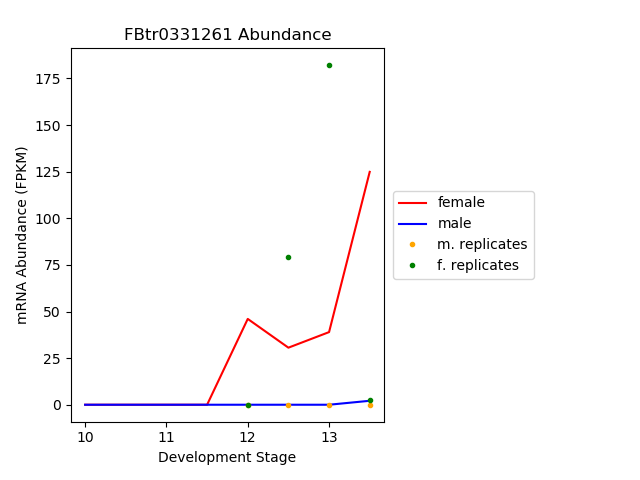 FBtr0331261 Abundance
mRNA Abundance (FPKM)
175
150
125
100
75
50
25
0
10 11 12 13
Development Stage
female
male
m. replicates
f. replicates